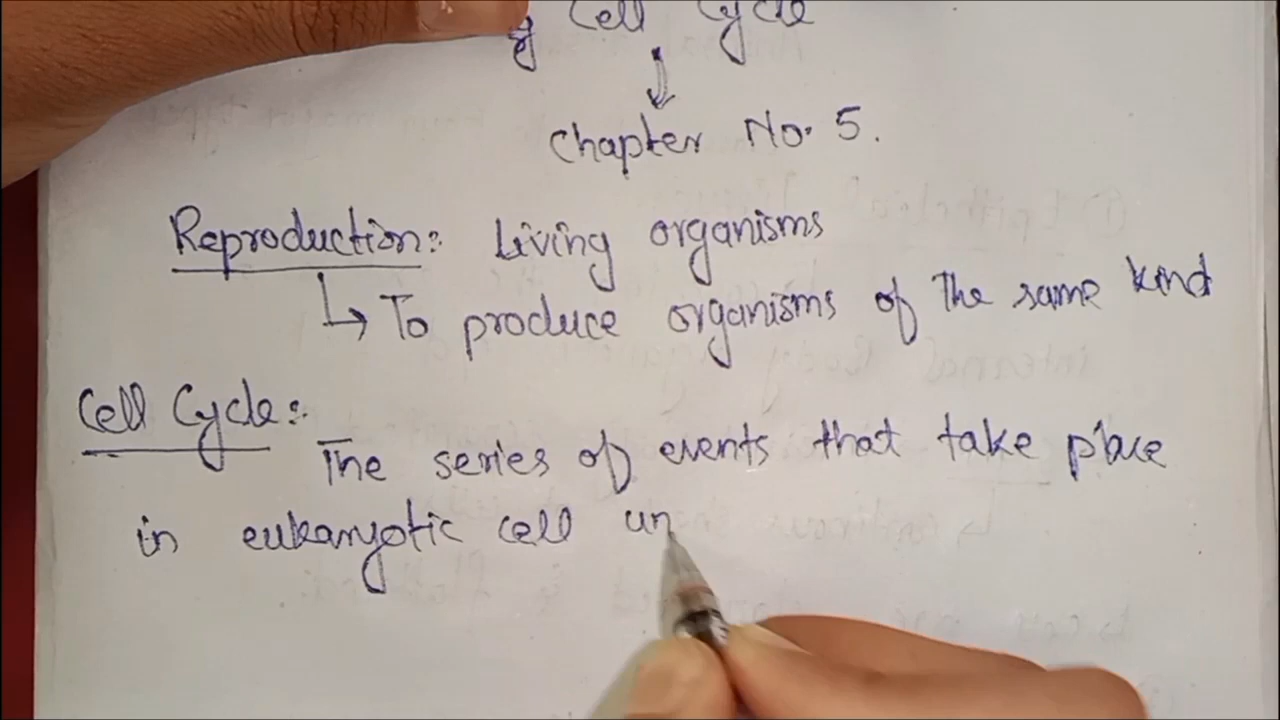 Cell Cycle
Chapter No. 5.
Reproduction: Living organisms
↳ To produce organisms of the same kind
Cell Cycle:
The series of events that take place
in eukaryotic cell un